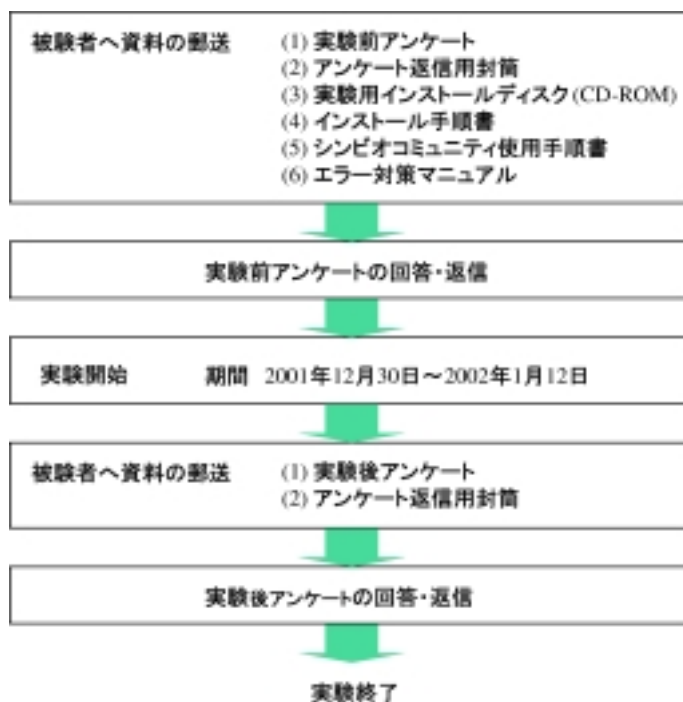 被験者へ資料の郵送 (1) 実験前アンケート
(2) アンケート返信用封筒
(3) 実験用インストールディスク(CD-ROM)
(4) インストール手順書
(5) シンビオコミュニティ使用手順書
(6) エラー対策マニュアル
実験前アンケートの回答・返信
実験開始 期間 2001年12月30日～2002年1月12日
被験者へ資料の郵送 (1) 実験後アンケート
(2) アンケート返信用封筒
実験後アンケートの回答・返信
実験終了